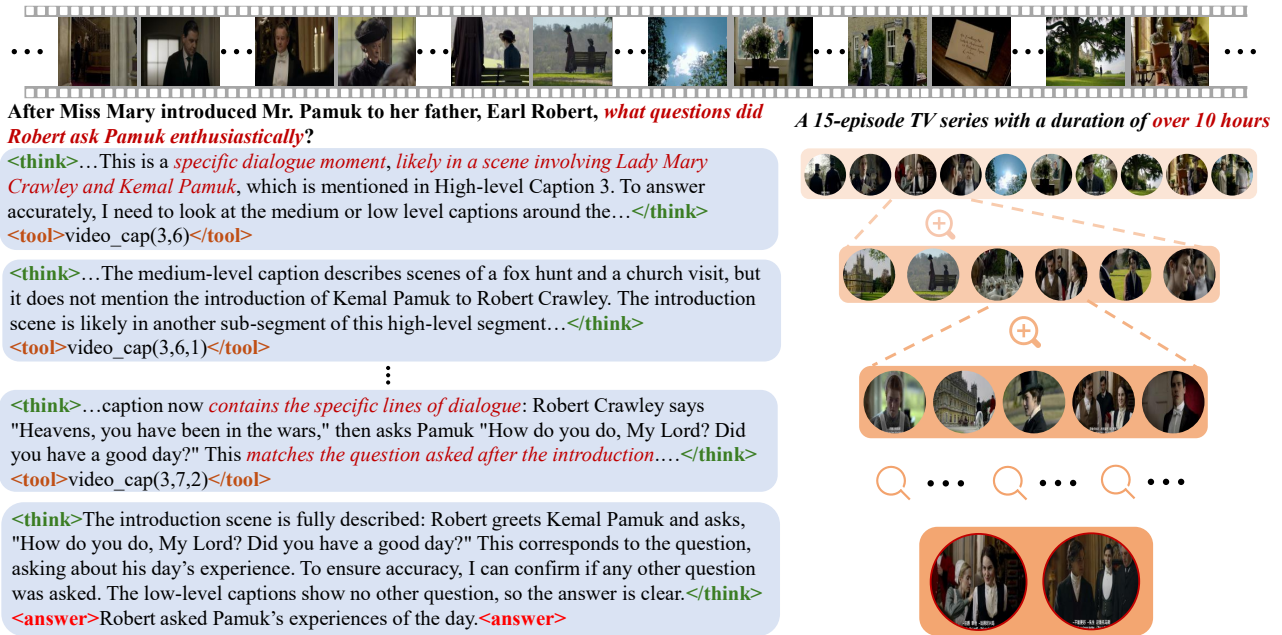 After Miss Mary introduced Mr. Pamuk to her father, Earl Robert, what questions did
Robert ask Pamuk enthusiastically?
<think>…This is a specific dialogue moment, likely in a scene involving Lady Mary
Crawley and Kemal Pamuk, which is mentioned in High-level Caption 3. To answer
accurately, I need to look at the medium or low level captions around the…</think>
<tool>video_cap(3,6)</tool>
<think>…The medium-level caption describes scenes of a fox hunt and a church visit, but
it does not mention the introduction of Kemal Pamuk to Robert Crawley. The introduction
scene is likely in another sub-segment of this high-level segment…</think>
<tool>video_cap(3,6,1)</tool>
<think>…caption now contains the specific lines of dialogue: Robert Crawley says
"Heavens, you have been in the wars," then asks Pamuk "How do you do, My Lord? Did
you have a good day?" This matches the question asked after the introduction.…</think>
<tool>video_cap(3,7,2)</tool>
<think>The introduction scene is fully described: Robert greets Kemal Pamuk and asks,
"How do you do, My Lord? Did you have a good day?" This corresponds to the question,
asking about his day’s experience. To ensure accuracy, I can confirm if any other question
was asked. The low-level captions show no other question, so the answer is clear.</think>
<answer>Robert asked Pamuk’s experiences of the day.<answer>
A 15-episode TV series with a duration of over 10 hours